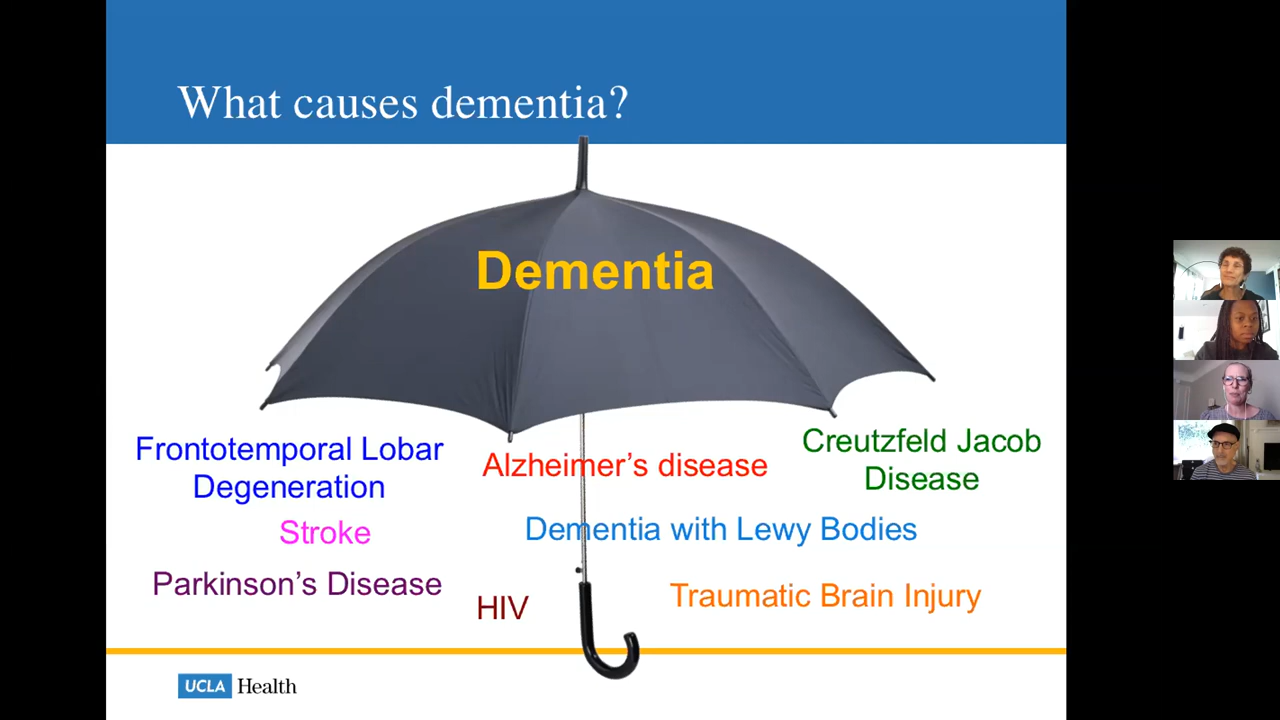 What causes dementia?
Dementia
Frontotemporal Lobar
Degeneration
Alzheimer's disease
Creutzfeld Jacob
Disease
Stroke
Dementia with Lewy Bodies
Parkinson's Disease
HIV
Traumatic Brain Injury
UCLA Health